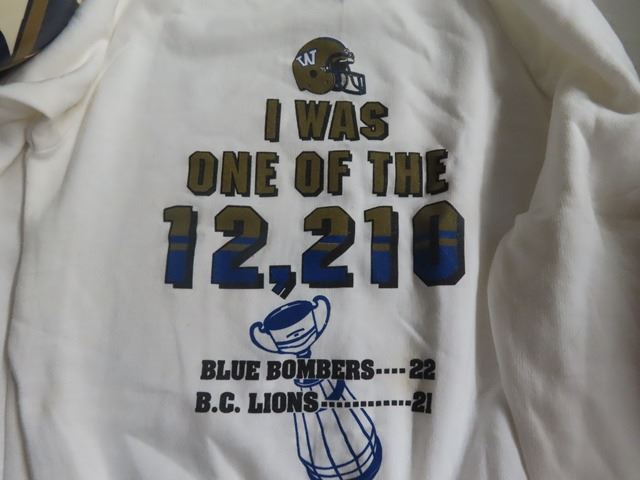 W
I WAS
ONE OF THE
12,210
BLUE BOMBERS····22
B.C. LIONS············21